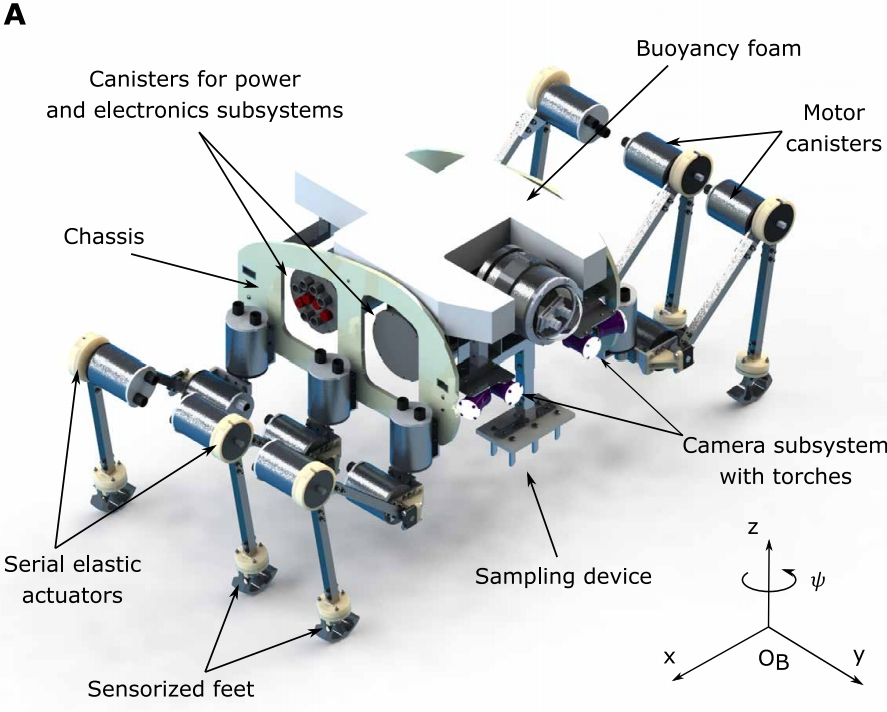 A
Buoyancy foam
Canisters for power
and electronics subsystems
Motor
canisters
Chassis
Camera subsystem
with torches
Serial elastic
actuators
Sampling device
Sensorized feet
z
ψ
x
OB
y